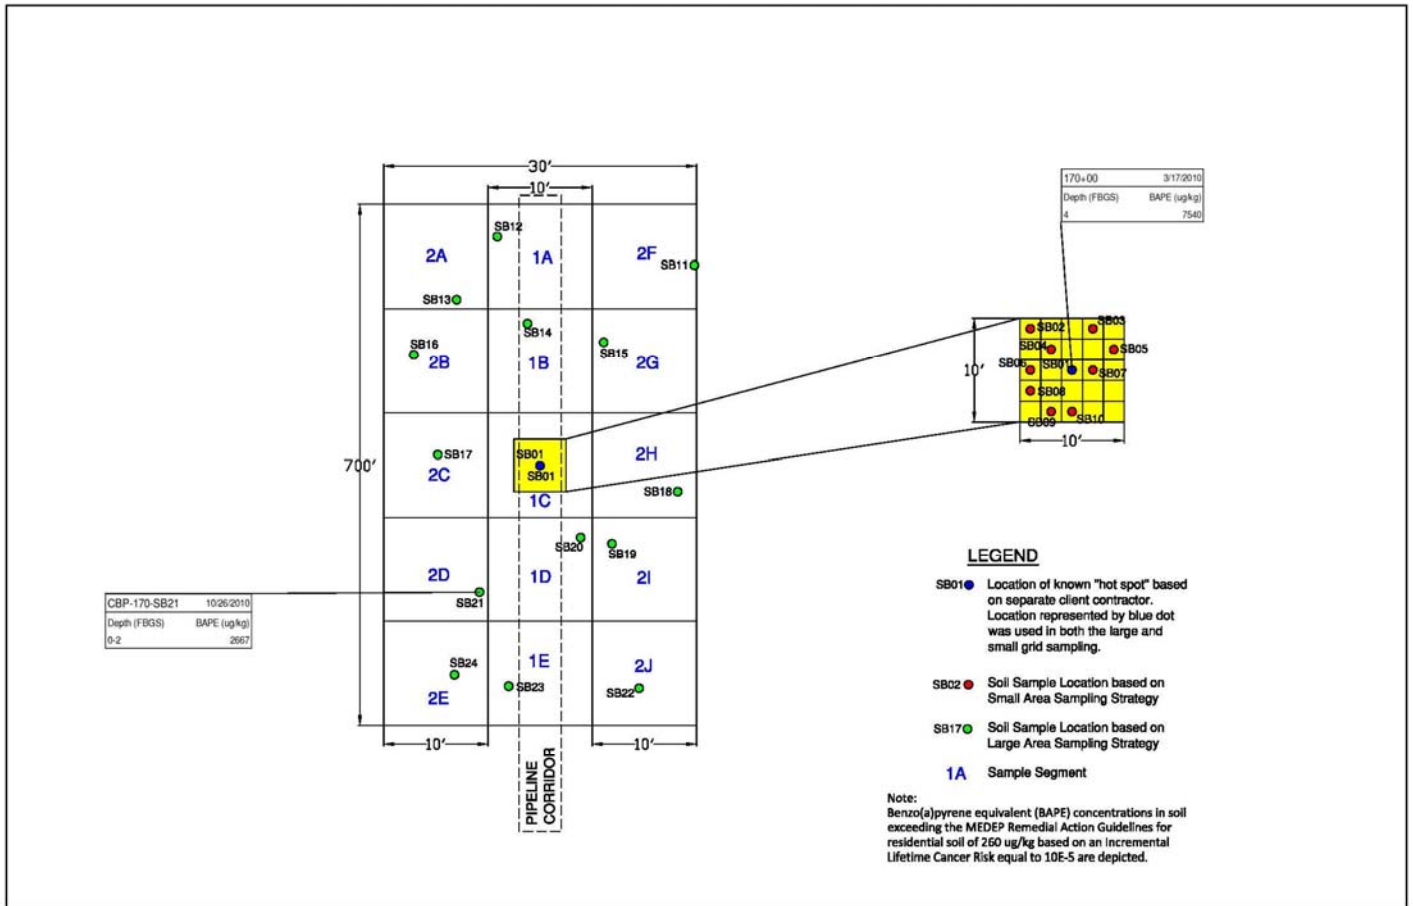 30'
10'
170+00 3/17/2010
Depth (FBGS) BAPE (ug/kg)
4 7540
SB12
2A
1A
2F
SB11
SB13
SB14
SB16
SB15
2B
1B
2G
SB02
SB03
SB04
SB05
10'
SB06
SB01
SB07
SB08
SB09
SB10
10'
700'
SB17
SB01
2H
2C
SB01
SB18
1C
SB20
SB19
2D
1D
2I
SB21
CBP-170-SB21 10/26/2010
Depth (FBGS) BAPE (ug/kg)
0-2 2667
SB24
1E
2J
2E
SB23
SB22
10'
10'
PIPELINE
CORRIDOR
LEGEND
SB01 Location of known "hot spot" based
on separate client contractor.
Location represented by blue dot
was used in both the large and
small grid sampling.
SB02 Soil Sample Location based on
Small Area Sampling Strategy
SB17 Soil Sample Location based on
Large Area Sampling Strategy
1A Sample Segment
Note:
Benzo(a)pyrene equivalent (BAPE) concentrations in soil
exceeding the MEDEP Remedial Action Guidelines for
residential soil of 260 ug/kg based on an Incremental
Lifetime Cancer Risk equal to 10E-5 are depicted.